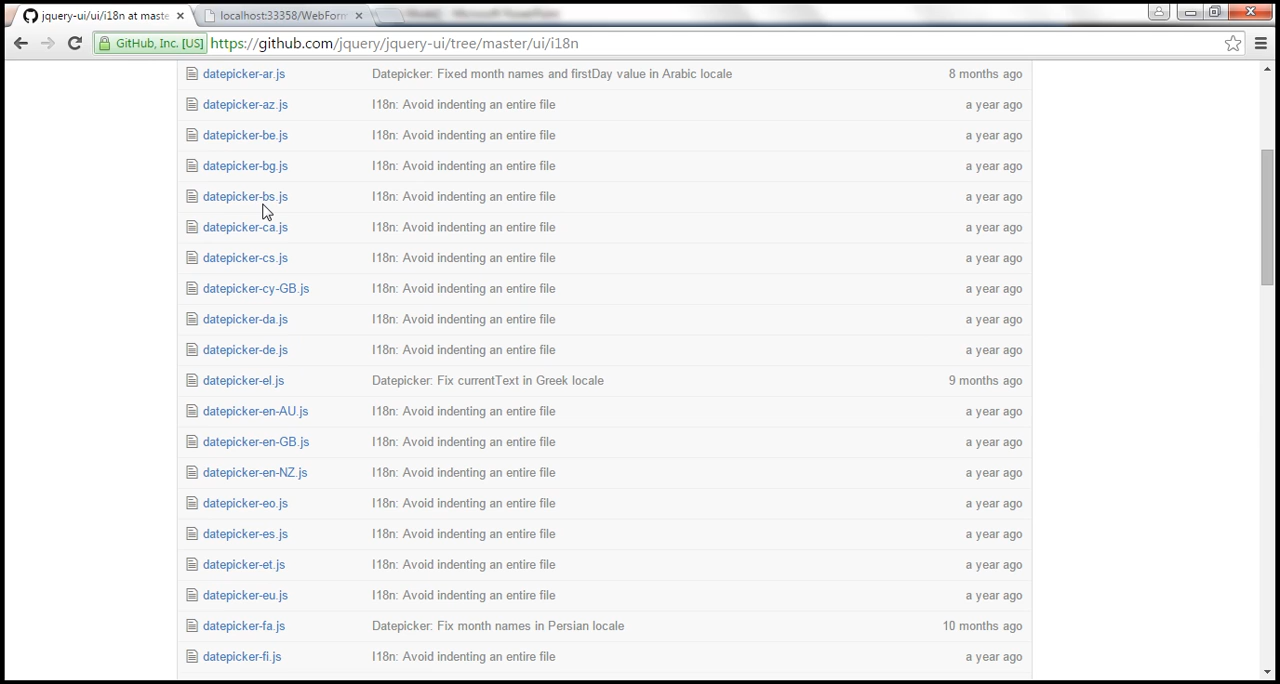 jquery-ui/ui/i18n at maste
localhost:33358/WebForm
GitHub, Inc. [US]
https://github.com/jquery/jquery-ui/tree/master/ui/i18n
datepicker-ar.js Datepicker: Fixed month names and firstDay value in Arabic locale 8 months ago
datepicker-az.js I18n: Avoid indenting an entire file a year ago
datepicker-be.js I18n: Avoid indenting an entire file a year ago
datepicker-bg.js I18n: Avoid indenting an entire file a year ago
datepicker-bs.js I18n: Avoid indenting an entire file a year ago
datepicker-ca.js I18n: Avoid indenting an entire file a year ago
datepicker-cs.js I18n: Avoid indenting an entire file a year ago
datepicker-cy-GB.js I18n: Avoid indenting an entire file a year ago
datepicker-da.js I18n: Avoid indenting an entire file a year ago
datepicker-de.js I18n: Avoid indenting an entire file a year ago
datepicker-el.js Datepicker: Fix currentText in Greek locale 9 months ago
datepicker-en-AU.js I18n: Avoid indenting an entire file a year ago
datepicker-en-GB.js I18n: Avoid indenting an entire file a year ago
datepicker-en-NZ.js I18n: Avoid indenting an entire file a year ago
datepicker-eo.js I18n: Avoid indenting an entire file a year ago
datepicker-es.js I18n: Avoid indenting an entire file a year ago
datepicker-et.js I18n: Avoid indenting an entire file a year ago
datepicker-eu.js I18n: Avoid indenting an entire file a year ago
datepicker-fa.js Datepicker: Fix month names in Persian locale 10 months ago
datepicker-fi.js I18n: Avoid indenting an entire file a year ago